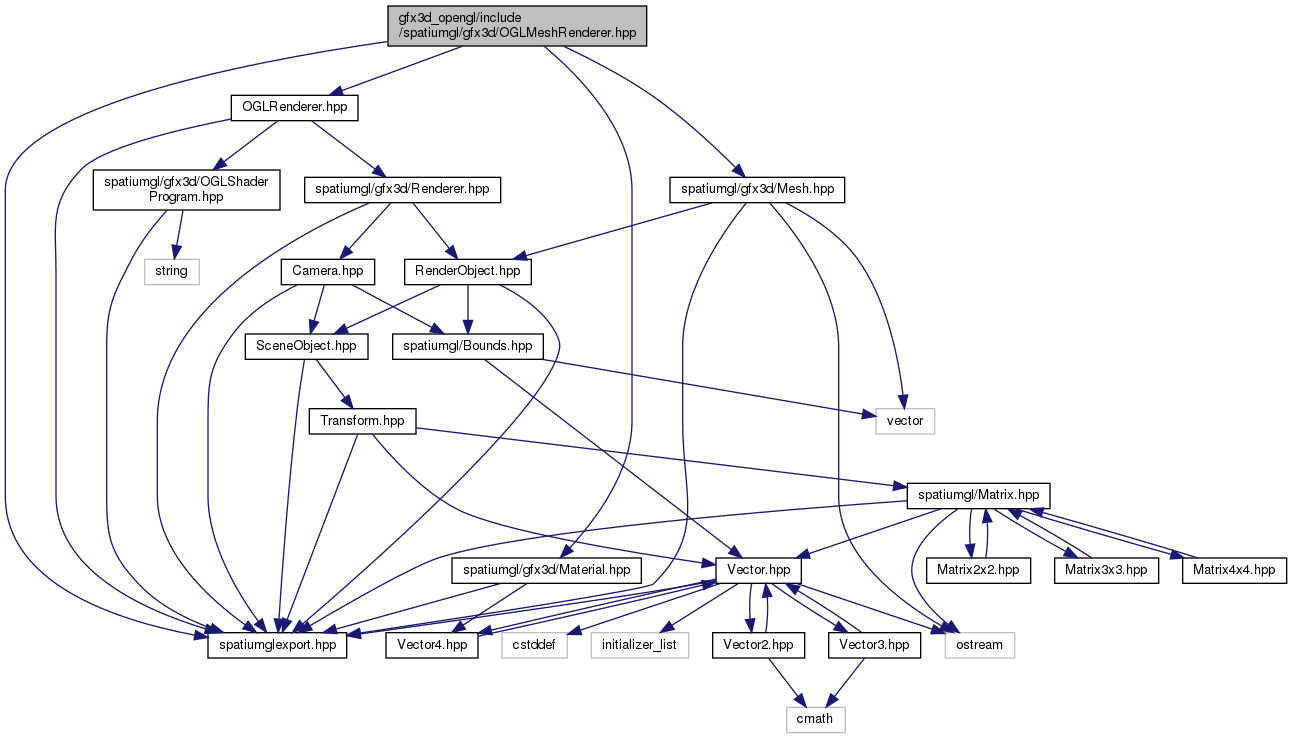 gfx3d_opengl/include
/spatiumgl/gfx3d/OGLMeshRenderer.hpp
OGLRenderer.hpp
spatiumgl/gfx3d/OGLShader
Program.hpp
spatiumgl/gfx3d/Renderer.hpp
spatiumgl/gfx3d/Mesh.hpp
string
Camera.hpp
RenderObject.hpp
SceneObject.hpp
spatiumgl/Bounds.hpp
Transform.hpp
vector
spatiumgl/Matrix.hpp
spatiumgl/gfx3d/Material.hpp
Vector.hpp
Matrix2x2.hpp
Matrix3x3.hpp
Matrix4x4.hpp
spatiumglexport.hpp
Vector4.hpp
cstddef
initializer_list
Vector2.hpp
Vector3.hpp
ostream
cmath